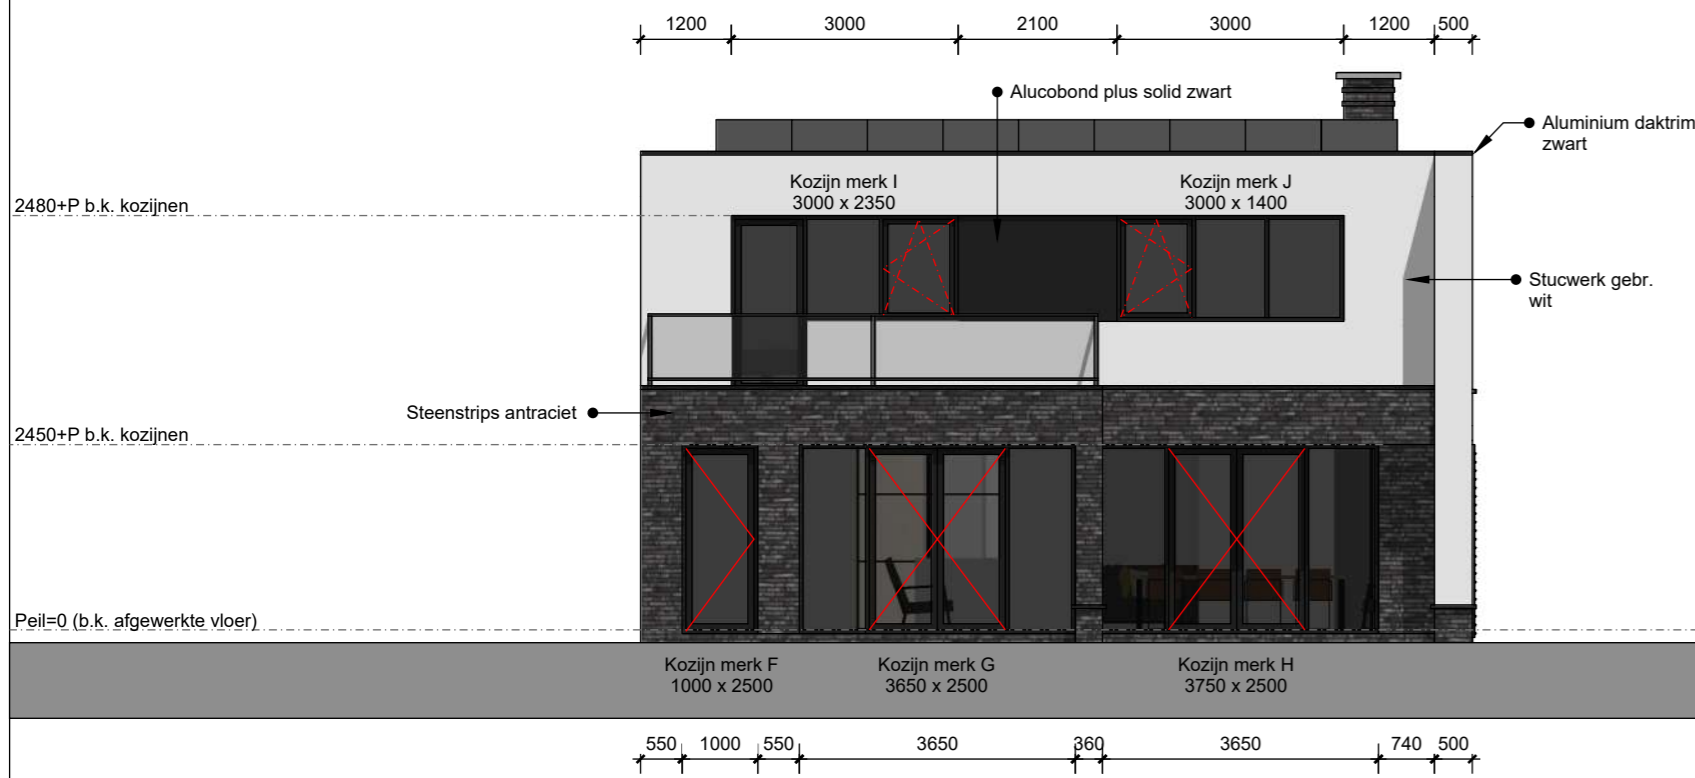 1200 3000 2100 3000 1200 500
Alucobond plus solid zwart
Aluminium daktrim
zwart
Kozijn merk I
3000 x 2350
Kozijn merk J
3000 x 1400
2480+P b.k. kozijnen
Stucwerk gebr.
wit
Steenstrips antraciet
2450+P b.k. kozijnen
Peil=0 (b.k. afgewerkte vloer)
Kozijn merk F
1000 x 2500
Kozijn merk G
3650 x 2500
Kozijn merk H
3750 x 2500
550 1000 550 3650 360 3650 740 500